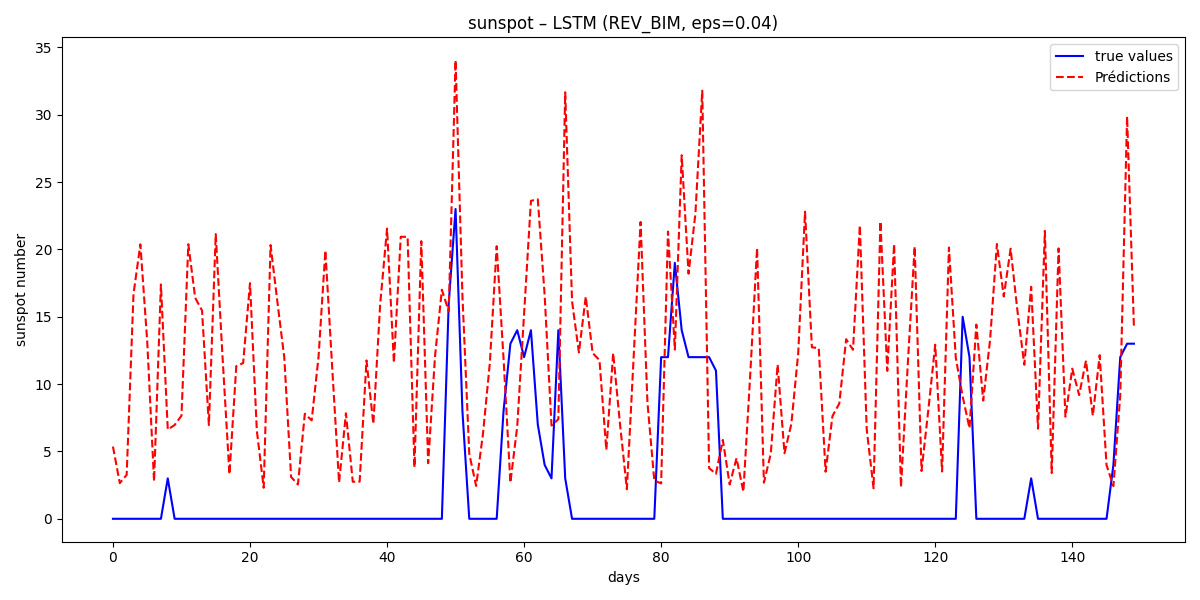 sunspot – LSTM (REV_BIM, eps=0.04)
35
30
25
20
15
10
5
0
sunspot number
true values
Prédictions
0 20 40 60 80 100 120 140
days